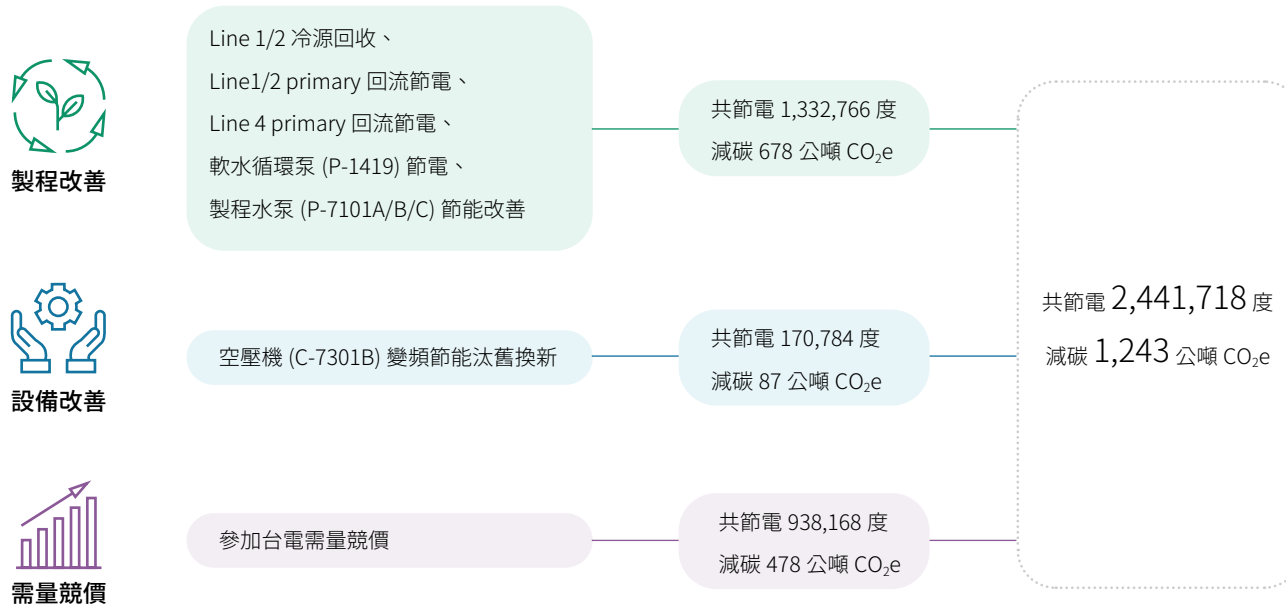 製程改善
Line 1/2 冷源回收、
Line1/2 primary 回流節電、
Line 4 primary 回流節電、
軟水循環泵 (P-1419) 節電、
製程水泵 (P-7101A/B/C) 節能改善
共節電 1,332,766 度
減碳 678 公噸 CO₂e
設備改善
空壓機 (C-7301B) 變頻節能汰舊換新
共節電 170,784 度
減碳 87 公噸 CO₂e
需量競價
參加台電需量競價
共節電 938,168 度
減碳 478 公噸 CO₂e
共節電 2,441,718 度
減碳 1,243 公噸 CO₂e